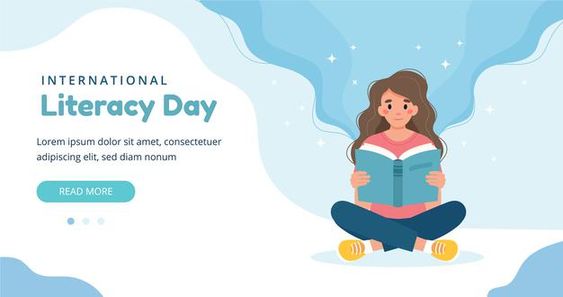 INTERNATIONAL
Literacy Day
Lorem ipsum dolor sit amet, consectetuer
adipiscing elit, sed diam nonum
READ MORE